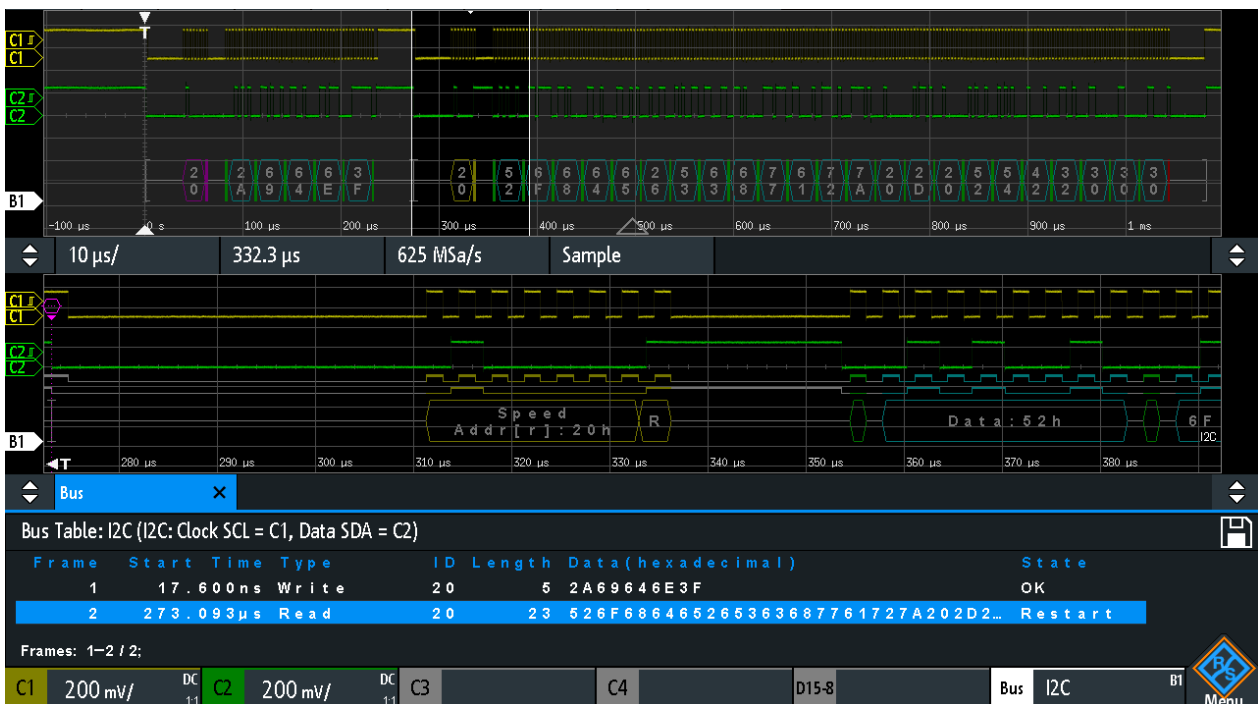 C1
C1
C2
C2
T
2 2 6 6 6 3 2 5 6 6 6 6 2 6 6 7 6 7 7 2 2 2 5 5 4 3 3 3 3
0 A 9 4 E F 0 2 F 8 4 5 6 3 3 8 7 1 2 A 0 D 0 2 4 2 0 0 0
B1
-100 µs 0 s 100 µs 200 µs 300 µs 400 µs 500 µs 600 µs 700 µs 800 µs 900 µs 1 ms
10 µs/ 332.3 µs 625 MSa/s Sample
C1
C1
C2
C2
Speed
Addr[r]:20h R Data:52h 6F
B1 I2C
T 280 µs 290 µs 300 µs 310 µs 320 µs 330 µs 340 µs 350 µs 360 µs 370 µs 380 µs
Bus ×
Bus Table: I2C (I2C: Clock SCL = C1, Data SDA = C2)
Frame Start Time Type ID Length Data(hexadecimal) State
1 17.600ns Write 20 5 2A69646E3F OK
2 273.093µs Read 20 23 526F6864652653636877761727A202D2… Restart
Frames: 1-2 / 2;
C1 200 mV/ DC 1:1 C2 200 mV/ DC 1:1 C3 C4 D15-8 Bus I2C B1
R&S
Menu